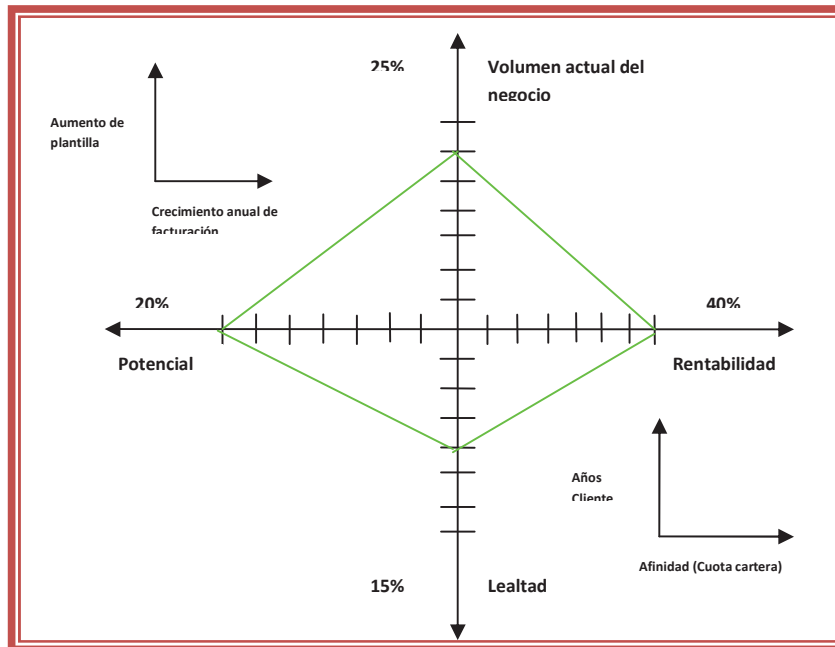 25%
Volumen actual del
negocio
Aumento de
plantilla
Crecimiento anual de
facturación
20%
40%
Potencial
Rentabilidad
Años
Cliente
Afinidad (Cuota cartera)
15%
Lealtad